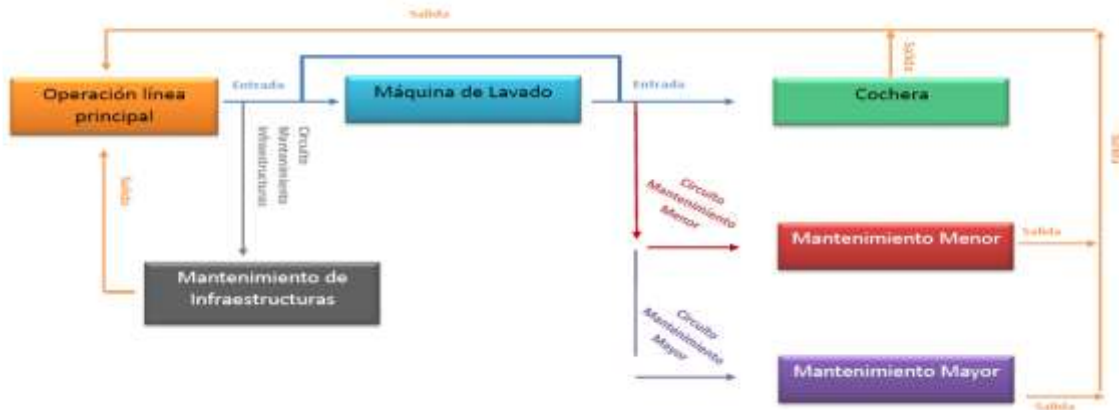 Salida
Operación línea
principal
Entrada
Máquina de Lavado
Entrada
Cochera
Salida
Salida
Circuito
Mantenimiento
Infraestructuras
Salida
Circuito
Mantenimiento
Menor
Mantenimiento Menor
Salida
Mantenimiento de
Infraestructuras
Circuito
Mantenimiento
Mayor
Mantenimiento Mayor
Salida